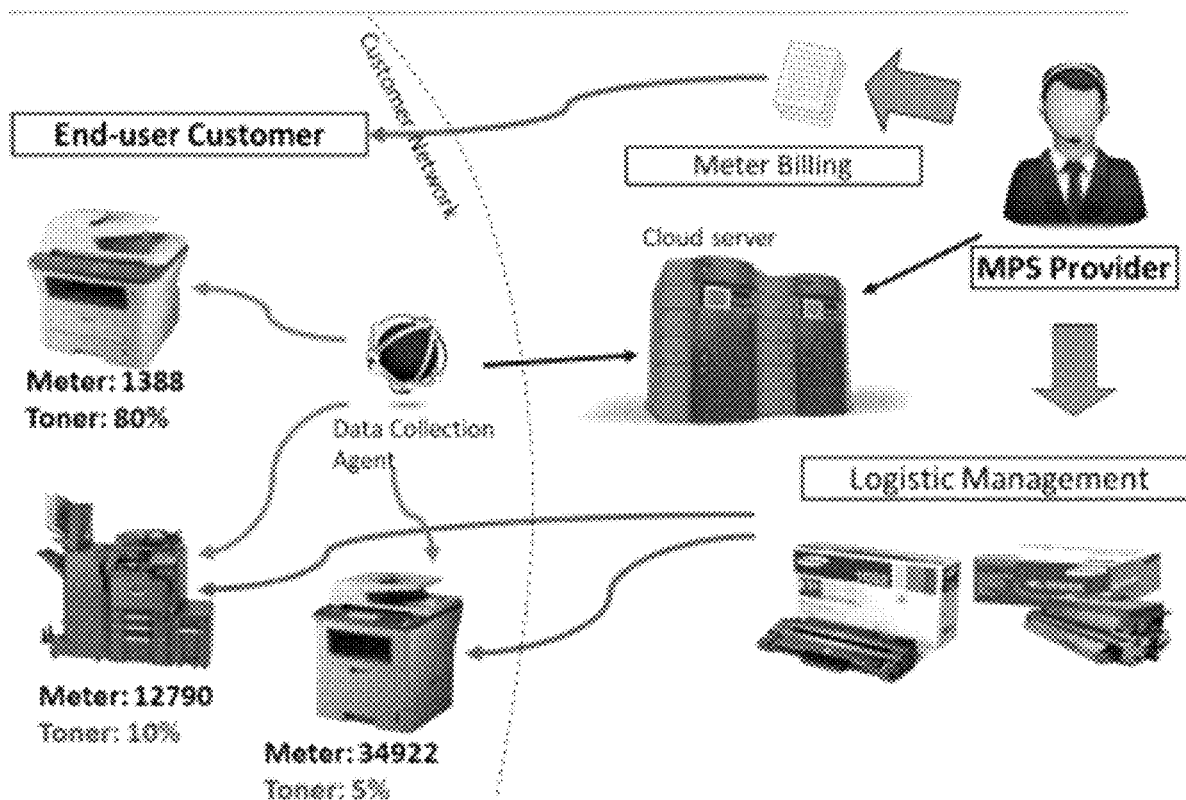 Customer Network
End-user Customer
Meter Billing
Cloud server
MPS Provider
Meter: 1388
Toner: 80%
Data Collection
Agent
Logistic Management
Meter: 12790
Toner: 10%
Meter: 34922
Toner: 5%